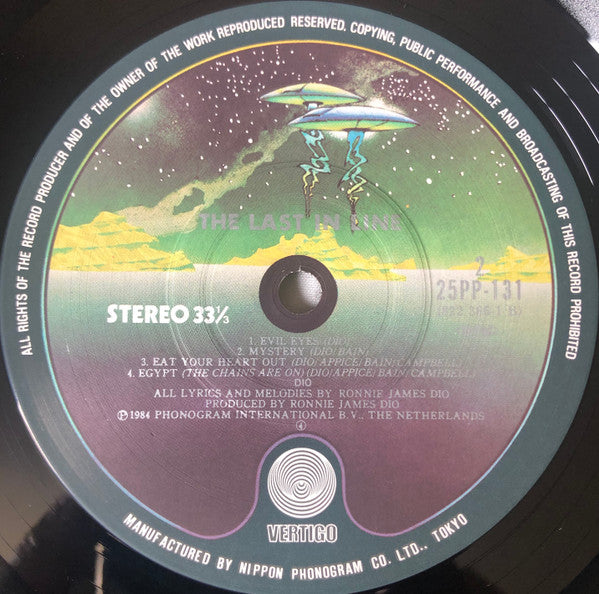 ALL RIGHTS OF THE RECORD PRODUCER AND OF THE OWNER OF THE WORK REPRODUCED RESERVED. COPYING, PUBLIC PERFORMANCE AND BROADCASTING OF THIS RECORD PROHIBITED
THE LAST IN LINE
2
25PP-131
STEREO 33⅓
1. EVIL EYES (DIO)
2. MYSTERY (DIO/BAIN)
3. EAT YOUR HEART OUT (DIO/APPICE/BAIN/CAMPBELL)
4. EGYPT (THE CHAINS ARE ON) (DIO/APPICE/BAIN/CAMPBELL)
DIO
ALL LYRICS AND MELODIES BY RONNIE JAMES DIO
PRODUCED BY RONNIE JAMES DIO
Ⓟ 1984 PHONOGRAM INTERNATIONAL B.V., THE NETHERLANDS
④
VERTIGO
MANUFACTURED BY NIPPON PHONOGRAM CO. LTD., TOKYO